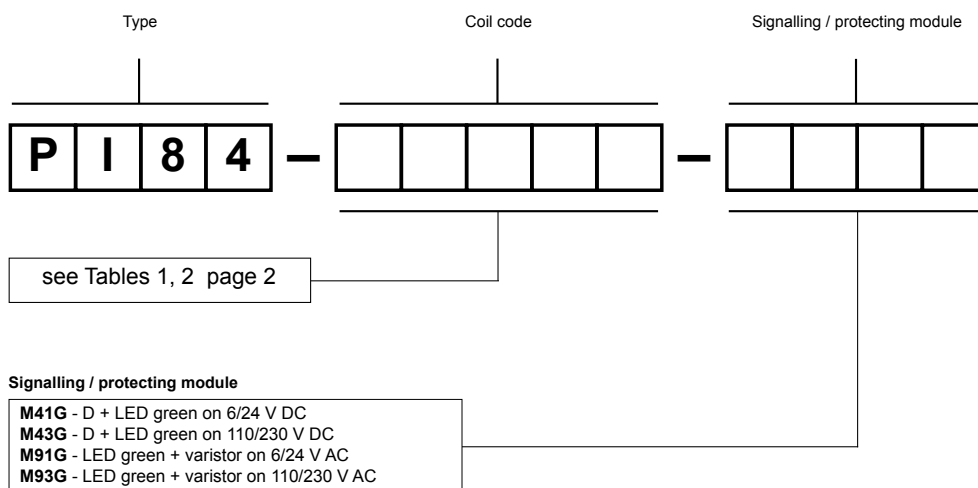 Type Coil code Signalling / protecting module
P I 8 4 – –
see Tables 1, 2 page 2
Signalling / protecting module
M41G - D + LED green on 6/24 V DC
M43G - D + LED green on 110/230 V DC
M91G - LED green + varistor on 6/24 V AC
M93G - LED green + varistor on 110/230 V AC